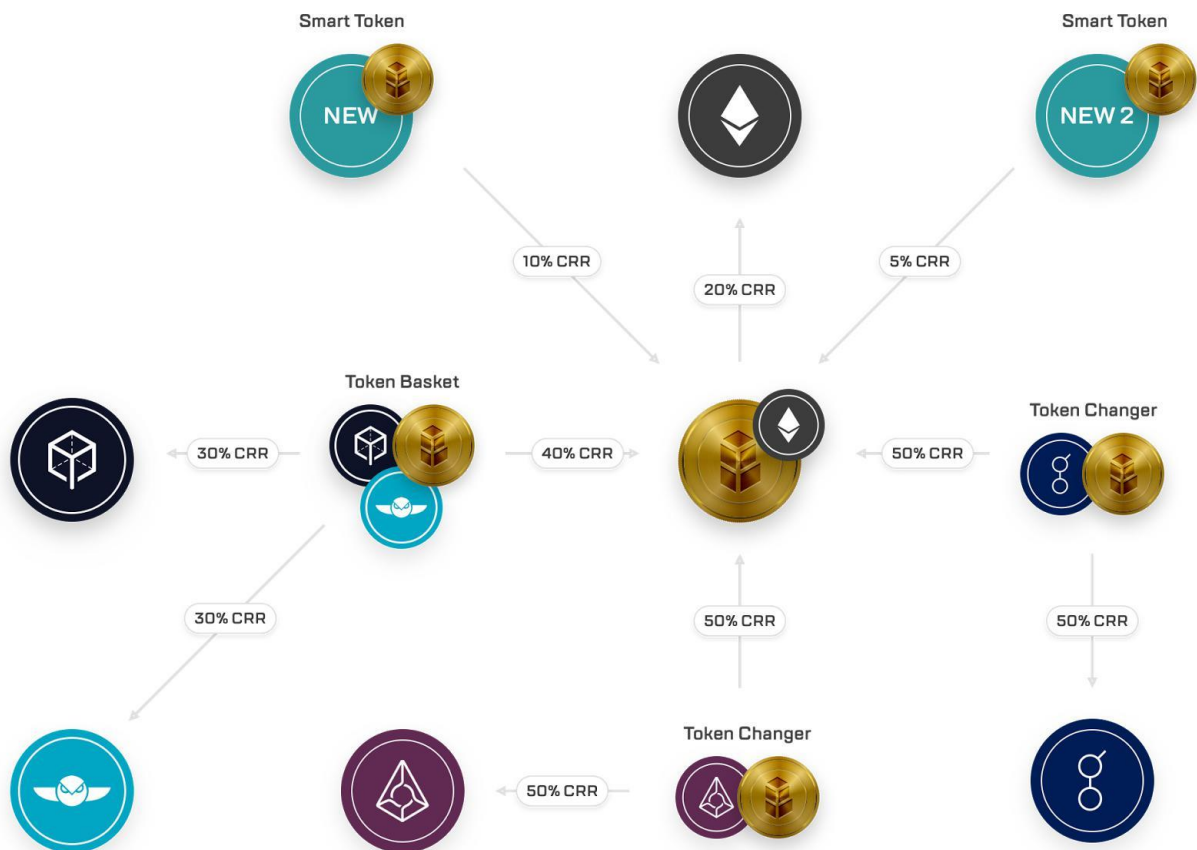 Smart Token
Smart Token
NEW
NEW 2
10% CRR
20% CRR
5% CRR
Token Basket
Token Changer
30% CRR
40% CRR
50% CRR
30% CRR
50% CRR
50% CRR
Token Changer
50% CRR